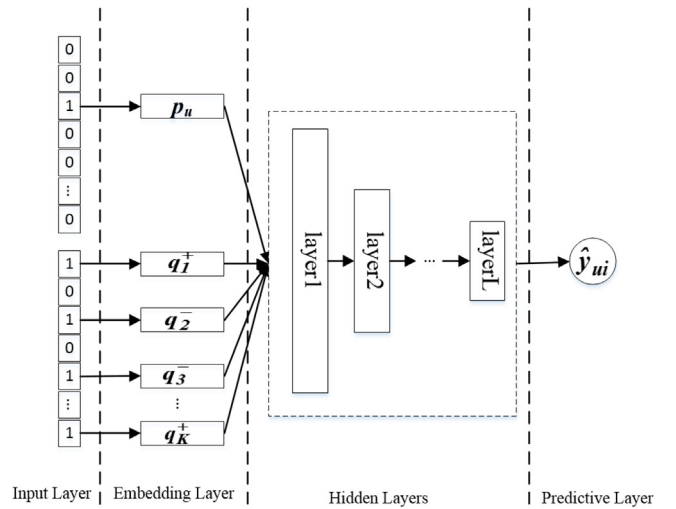 0
0
1
0
0
⋮
0
p_u
1
0
1
0
1
⋮
1
q_1^+
q_2^-
q_3^-
⋮
q_K^+
layer1
layer2
...
layerL
ŷ_ui
Input Layer
Embedding Layer
Hidden Layers
Predictive Layer